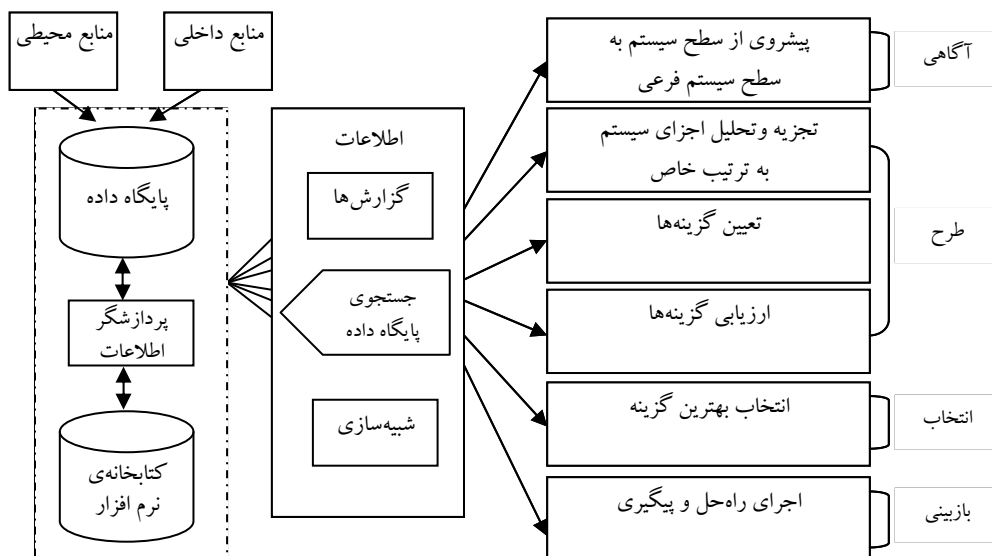 منابع محیطی
منابع داخلی
پایگاه داده
پردازشگر
اطلاعات
کتابخانه‌ی
نرم افزار
اطلاعات
گزارش‌ها
جستجوی
پایگاه داده
شبیه‌سازی
پیشروی از سطح سیستم به
سطح سیستم فرعی
تجزیه وتحلیل اجزای سیستم
به ترتیب خاص
تعیین گزینه‌ها
ارزیابی گزینه‌ها
انتخاب بهترین گزینه
اجرای راه‌حل و پیگیری
آگاهی
طرح
انتخاب
بازبینی